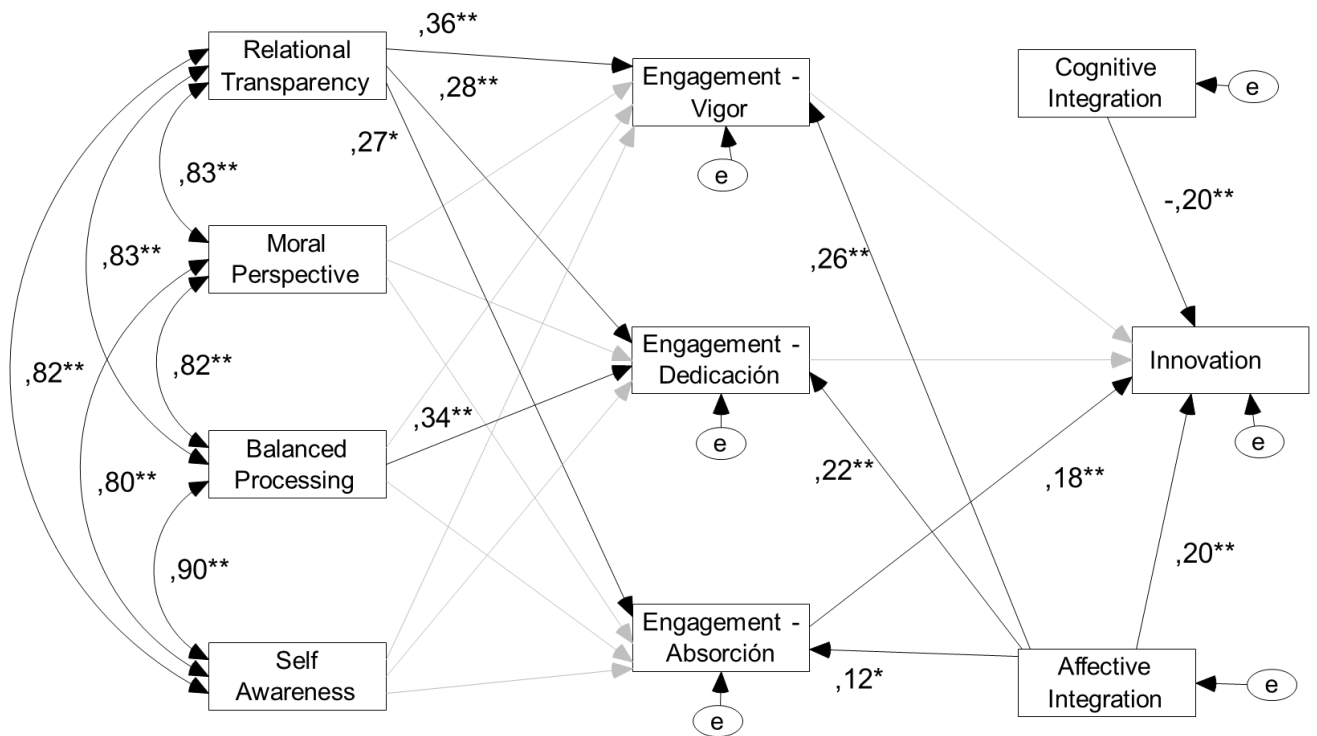 ,36**
Relational
Transparency
,28**
Engagement -
Vigor
Cognitive
Integration
e
,27*
,83**
e
-,20**
Moral
Perspective
,83**
,26**
,82**
,82**
Engagement -
Dedicación
Innovation
,34**
e
e
Balanced
Processing
,80**
,22**
,18**
,90**
,20**
Engagement -
Absorción
Self
Awareness
,12*
Affective
Integration
e
e